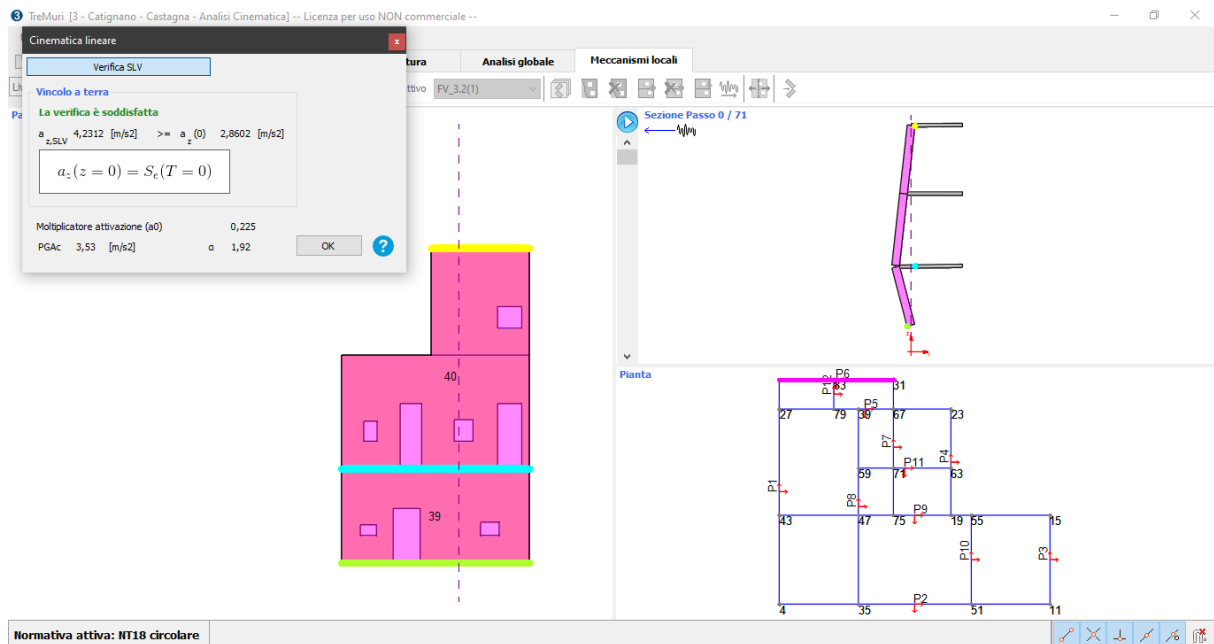 TreMuri [3 - Catignano - Castagna - Analisi Cinematica] -- Licenza per uso NON commerciale --
Cinematica lineare
x
Verifica SLV
Vincolo a terra
La verifica è soddisfatta
a z,SLV 4,2312 [m/s2] >= a z (0) 2,8602 [m/s2]
a_z(z = 0) = S_e(T = 0)
Moltiplicatore attivazione (a0) 0,225
PGAc 3,53 [m/s2] α 1,92
OK
?
Analisi globale
Meccanismi locali
FV_3.2(1)
40
39
Sezione Passo 0 / 71
Pianta
P6
P12
83
31
P5
27
79
39
67
23
P7
P4
P11
59
71
63
P1
P8
P9
43
47
75
19
55
15
P10
P3
P2
4
35
51
11
Normativa attiva: NT18 circolare